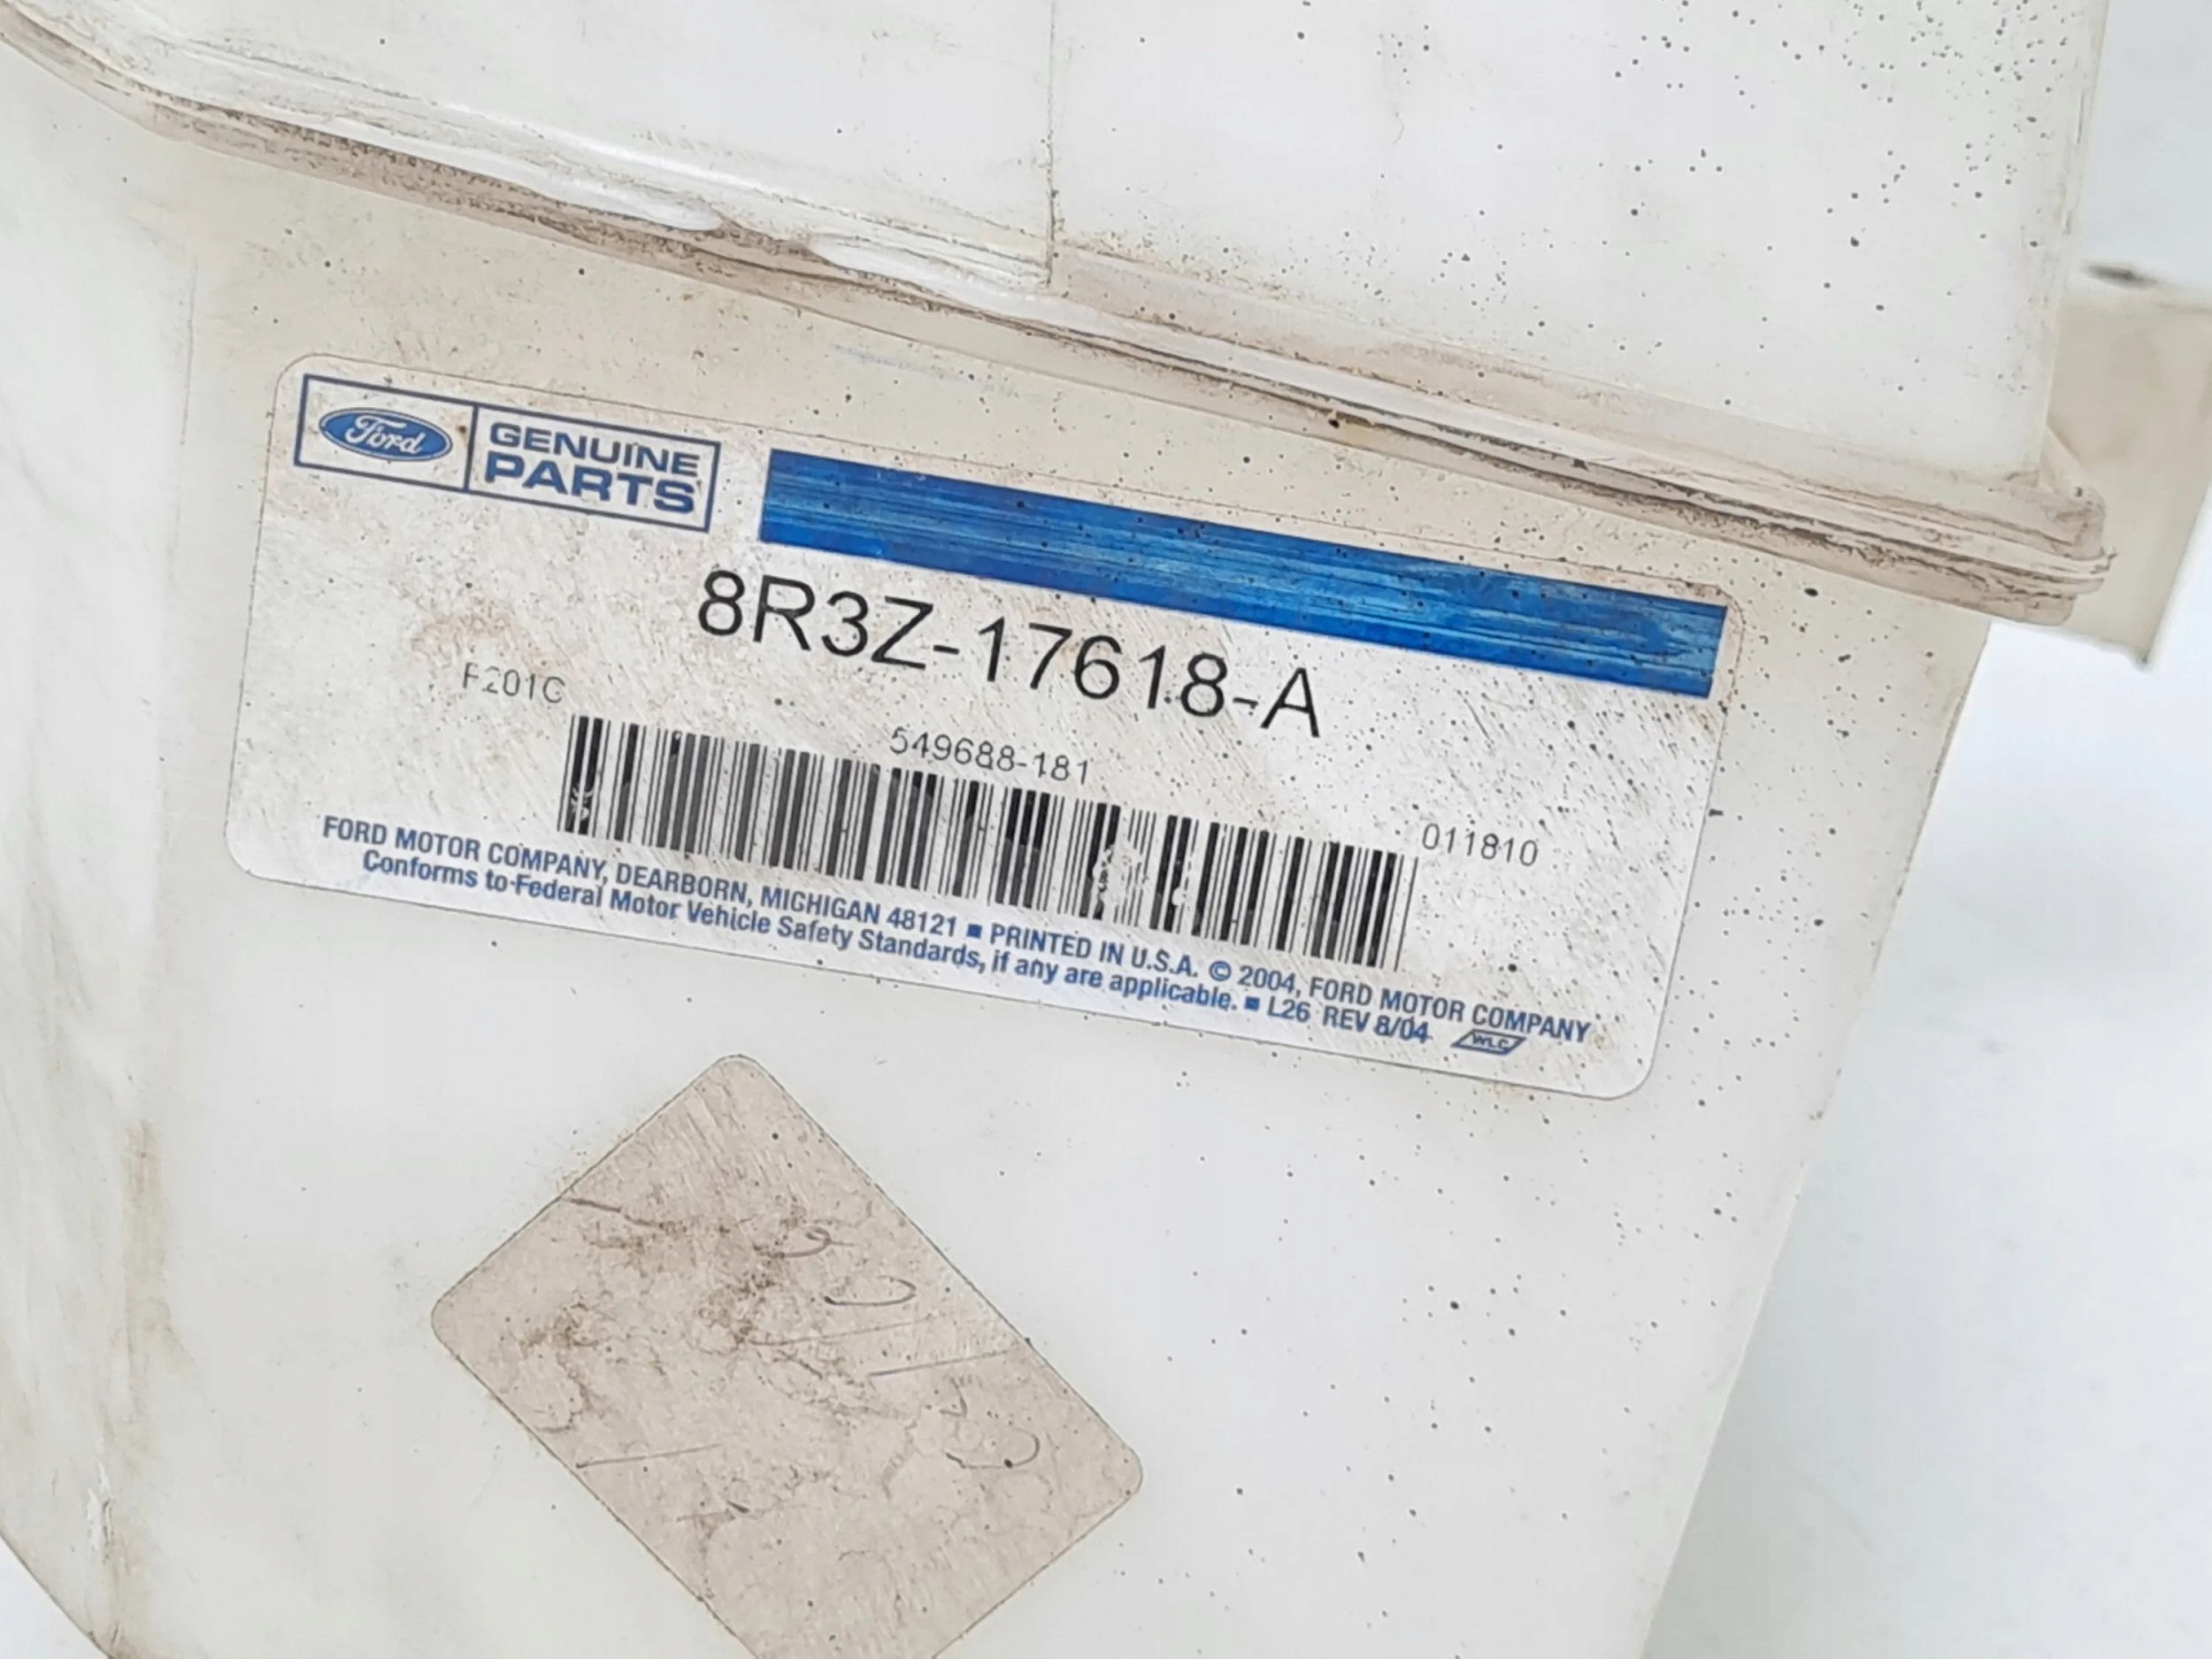 Ford
GENUINE
PARTS
8R3Z-17618-A
549688-181
011810
FORD MOTOR COMPANY, DEARBORN, MICHIGAN 48121 ■ PRINTED IN U.S.A. © 2004, FORD MOTOR COMPANY
Conforms to Federal Motor Vehicle Safety Standards, if any are applicable. ■ L26 REV 8/04 WLC